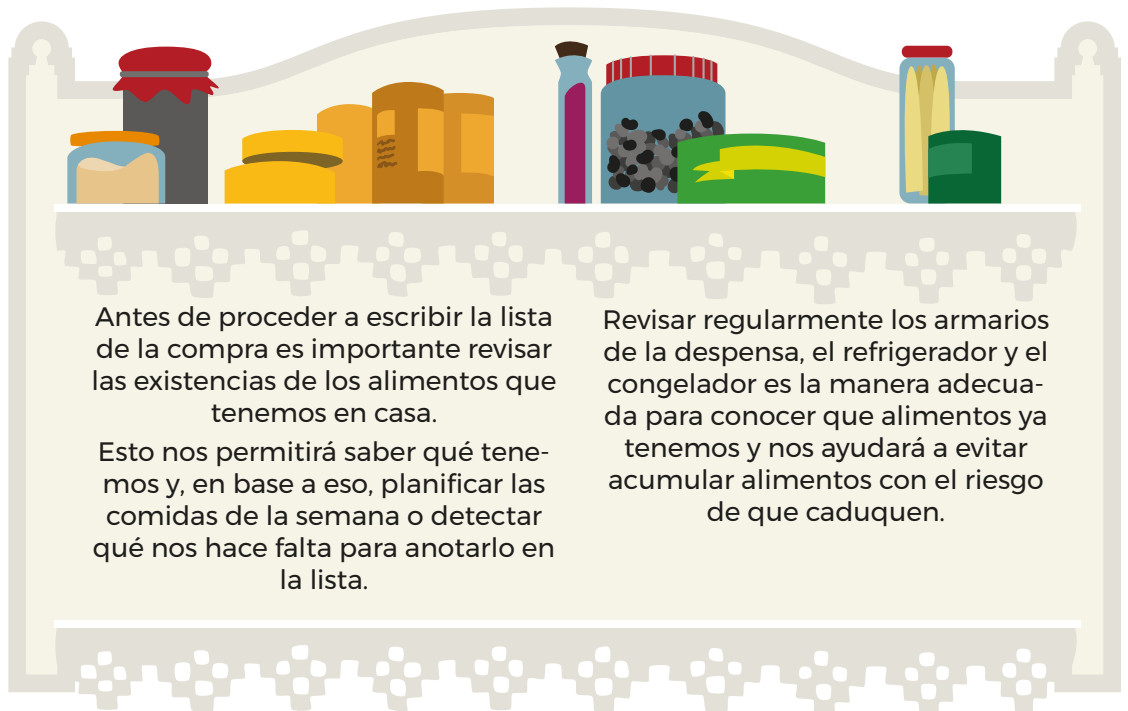 Antes de proceder a escribir la lista
de la compra es importante revisar
las existencias de los alimentos que
tenemos en casa.
Esto nos permitirá saber qué tene-
mos y, en base a eso, planificar las
comidas de la semana o detectar
qué nos hace falta para anotarlo en
la lista.
Revisar regularmente los armarios
de la despensa, el refrigerador y el
congelador es la manera adecua-
da para conocer que alimentos ya
tenemos y nos ayudará a evitar
acumular alimentos con el riesgo
de que caduquen.